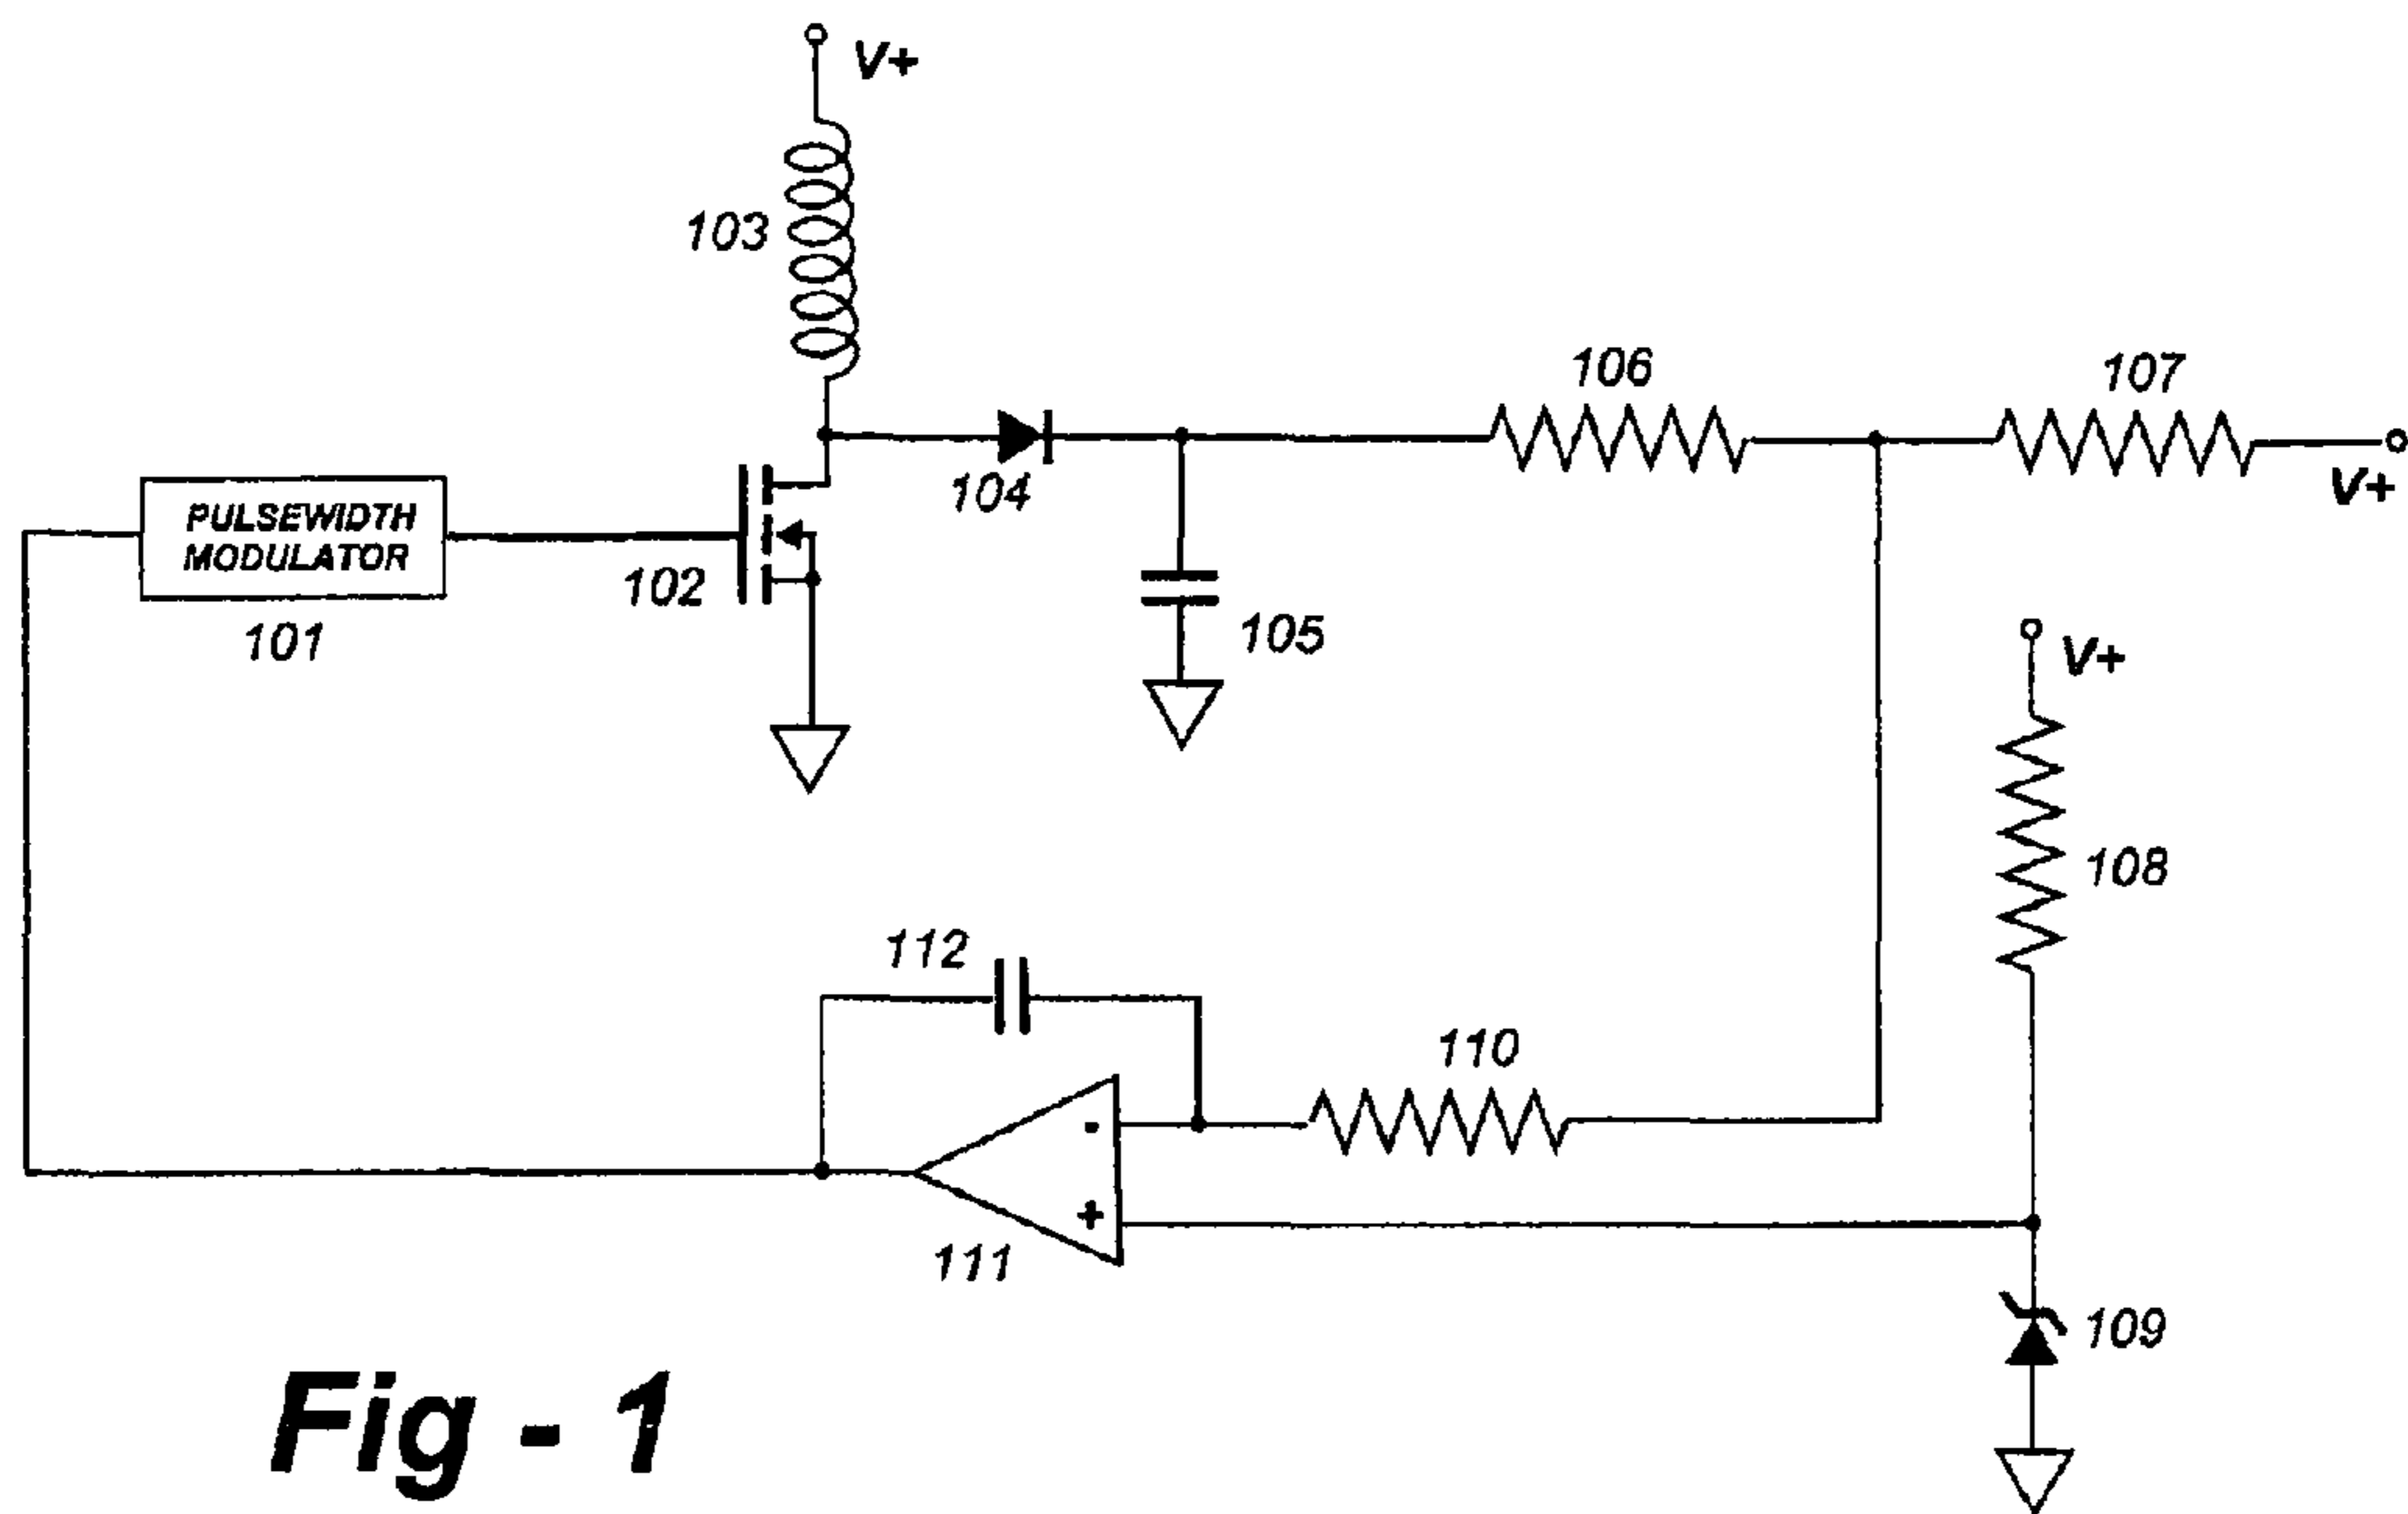 V+
103
106
107
104
V+
PULSEWIDTH
MODULATOR
102
101
105
V+
108
112
110
-
+
111
109
Fig - 1